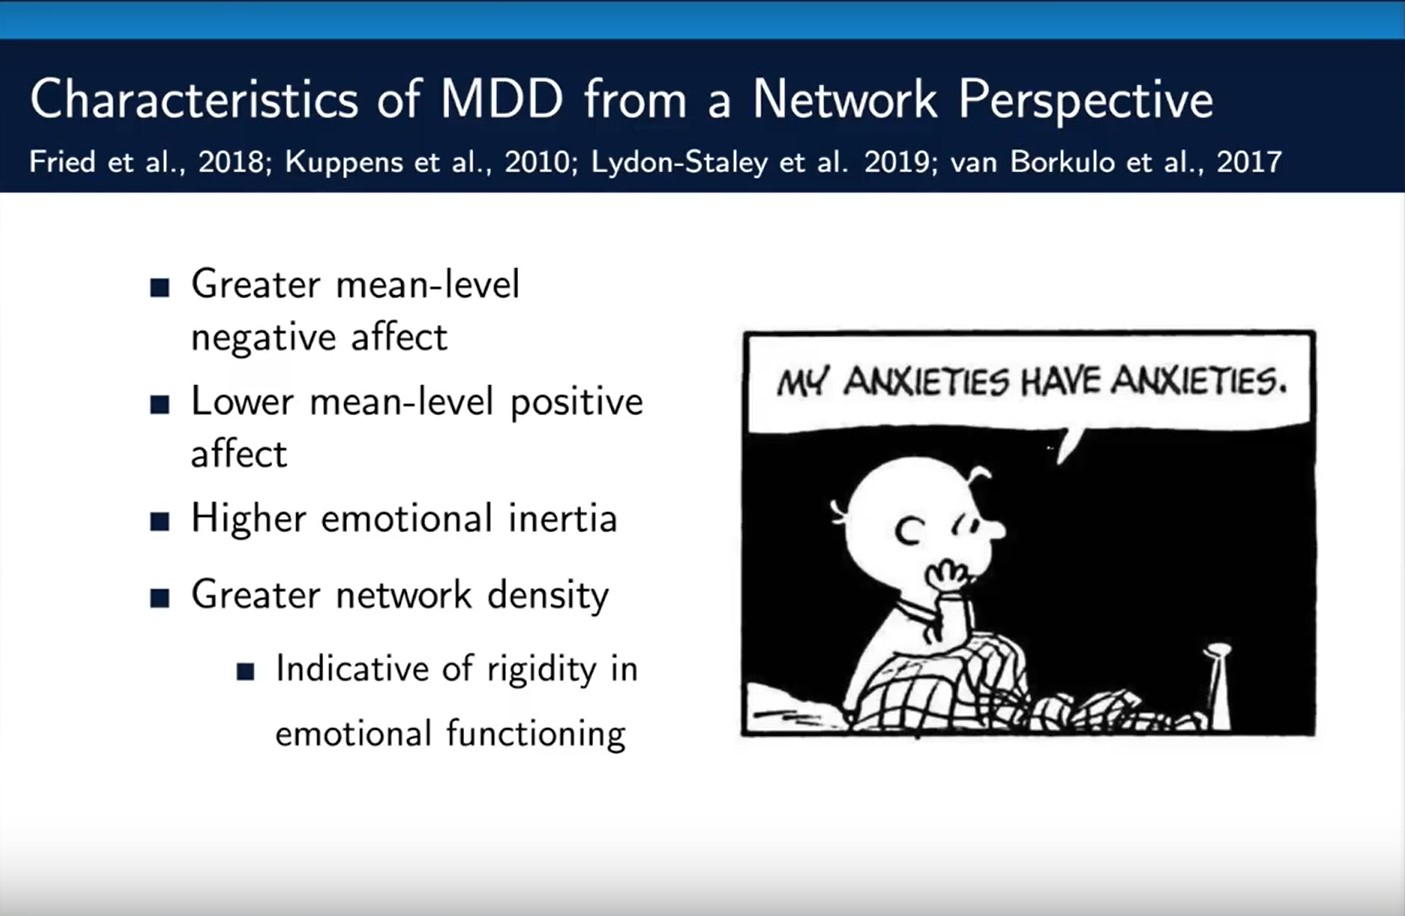 Characteristics of MDD from a Network Perspective
Fried et al., 2018; Kuppens et al., 2010; Lydon-Staley et al. 2019; van Borkulo et al., 2017
Greater mean-level
negative affect
Lower mean-level positive
affect
Higher emotional inertia
Greater network density
Indicative of rigidity in
emotional functioning
MY ANXIETIES HAVE ANXIETIES.